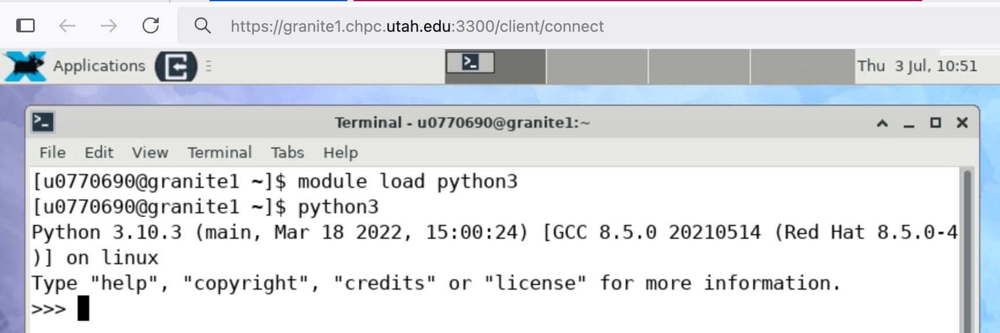 https://granite1.chpc.utah.edu:3300/client/connect
Applications
Thu 3 Jul, 10:51
Terminal - u0770690@granite1:~
File Edit View Terminal Tabs Help
[u0770690@granite1 ~]$ module load python3
[u0770690@granite1 ~]$ python3
Python 3.10.3 (main, Mar 18 2022, 15:00:24) [GCC 8.5.0 20210514 (Red Hat 8.5.0-4
)] on linux
Type "help", "copyright", "credits" or "license" for more information.
>>>